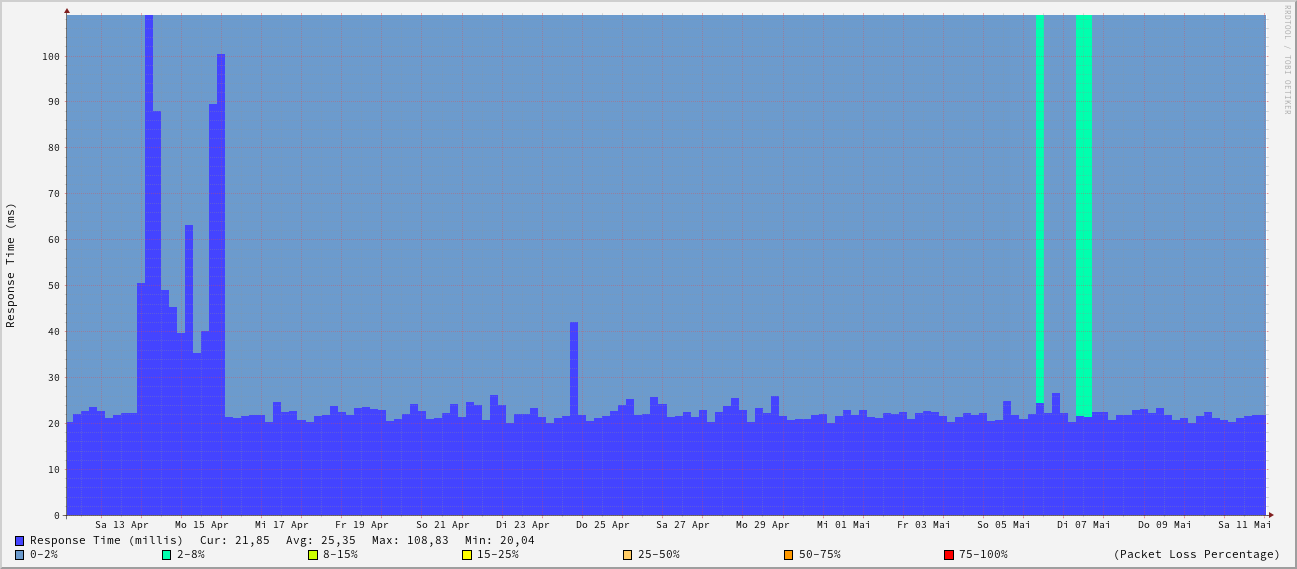 RRDTOOL / TOBI OETIKER
Response Time (ms)
100
90
80
70
60
50
40
30
20
10
0
Sa 13 Apr Mo 15 Apr Mi 17 Apr Fr 19 Apr So 21 Apr Di 23 Apr Do 25 Apr Sa 27 Apr Mo 29 Apr Mi 01 Mai Fr 03 Mai So 05 Mai Di 07 Mai Do 09 Mai Sa 11 Mai
Response Time (millis) Cur: 21,85 Avg: 25,35 Max: 108,83 Min: 20,04
0-2% 2-8% 8-15% 15-25% 25-50% 50-75% 75-100% (Packet Loss Percentage)